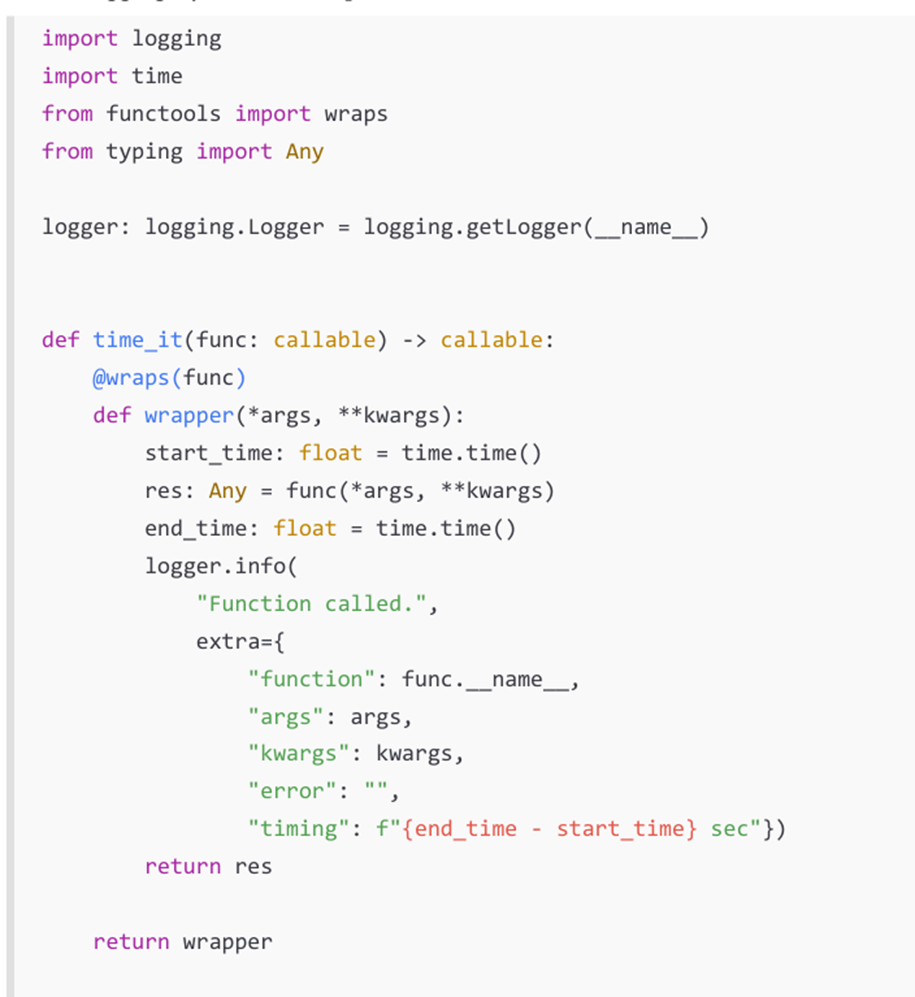 import logging
import time
from functools import wraps
from typing import Any

logger: logging.Logger = logging.getLogger(__name__)


def time_it(func: callable) -> callable:
    @wraps(func)
    def wrapper(*args, **kwargs):
        start_time: float = time.time()
        res: Any = func(*args, **kwargs)
        end_time: float = time.time()
        logger.info(
            "Function called.",
            extra={
                "function": func.__name__,
                "args": args,
                "kwargs": kwargs,
                "error": "",
                "timing": f"{end_time - start_time} sec"})
        return res

    return wrapper